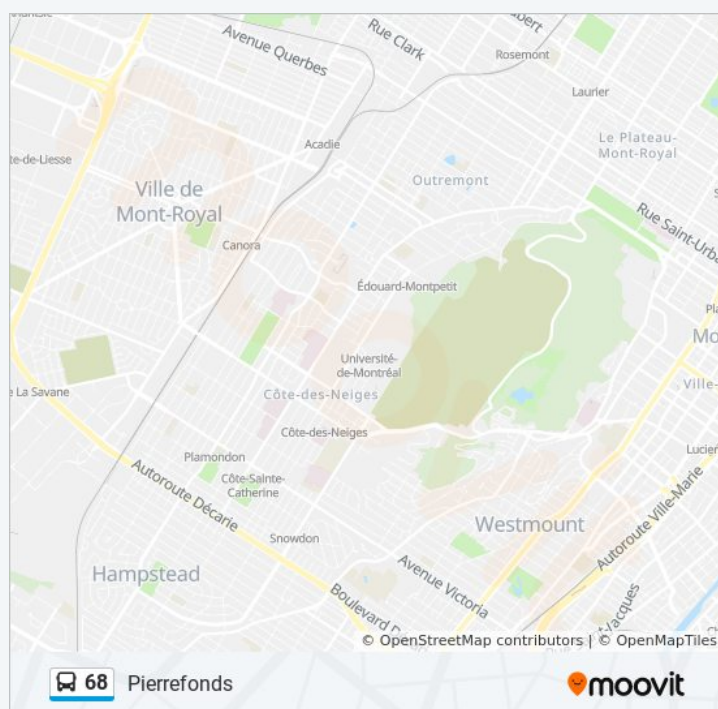 Avenue Querbes
Rue Clark
Rosemont
Laurier
Acadie
Le Plateau-
Mont-Royal
Outremont
Ville de
Mont-Royal
Rue Saint-Urba
Canora
Édouard-Montpetit
Université-
de-Montréal
Côte-des-Neiges
La Savane
Côte-des-Neiges
Plamondon
Côte-Sainte-
Catherine
Autoroute Décarie
Snowdon
Westmount
Autoroute Ville-Marie
Hampstead
Avenue Victoria
© OpenStreetMap contributors | © OpenMapTiles
68 Pierrefonds
moovit